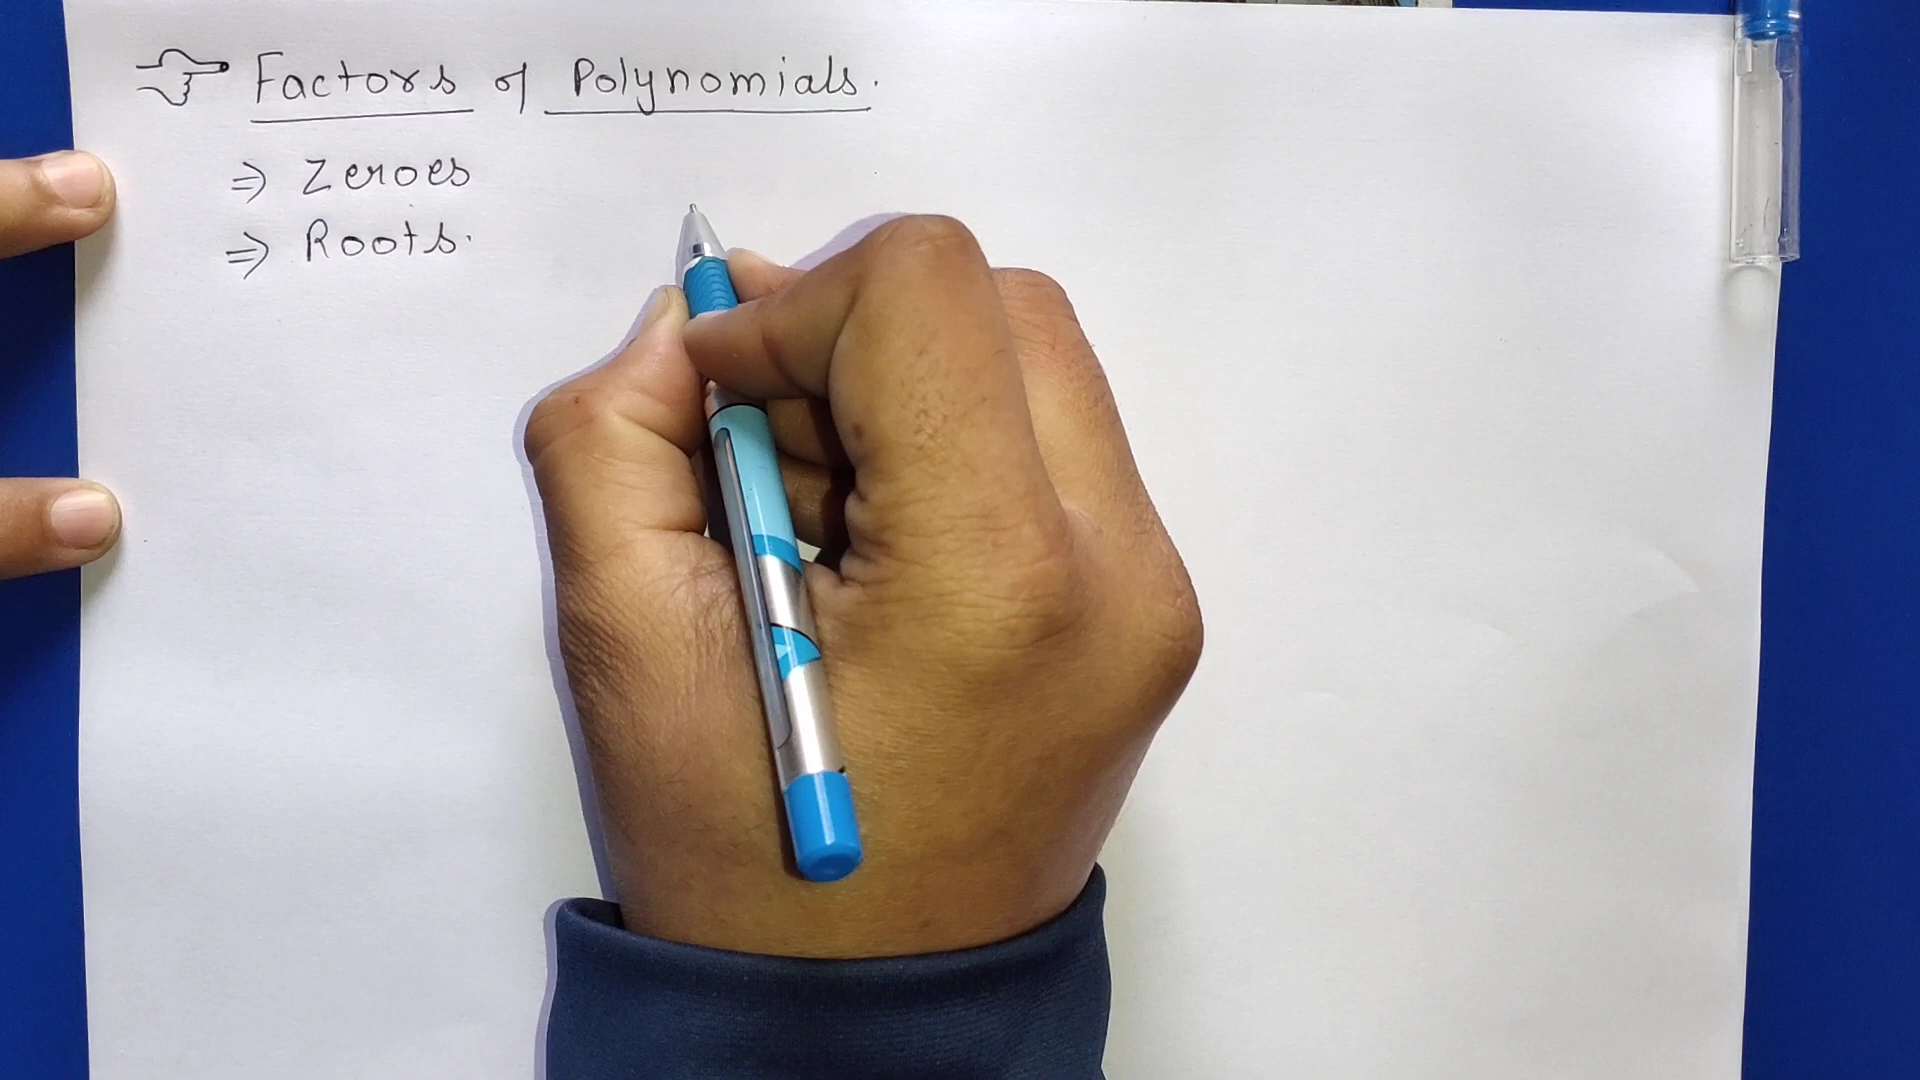 Factors of Polynomials.
⇒ Zeroes
⇒ Roots.